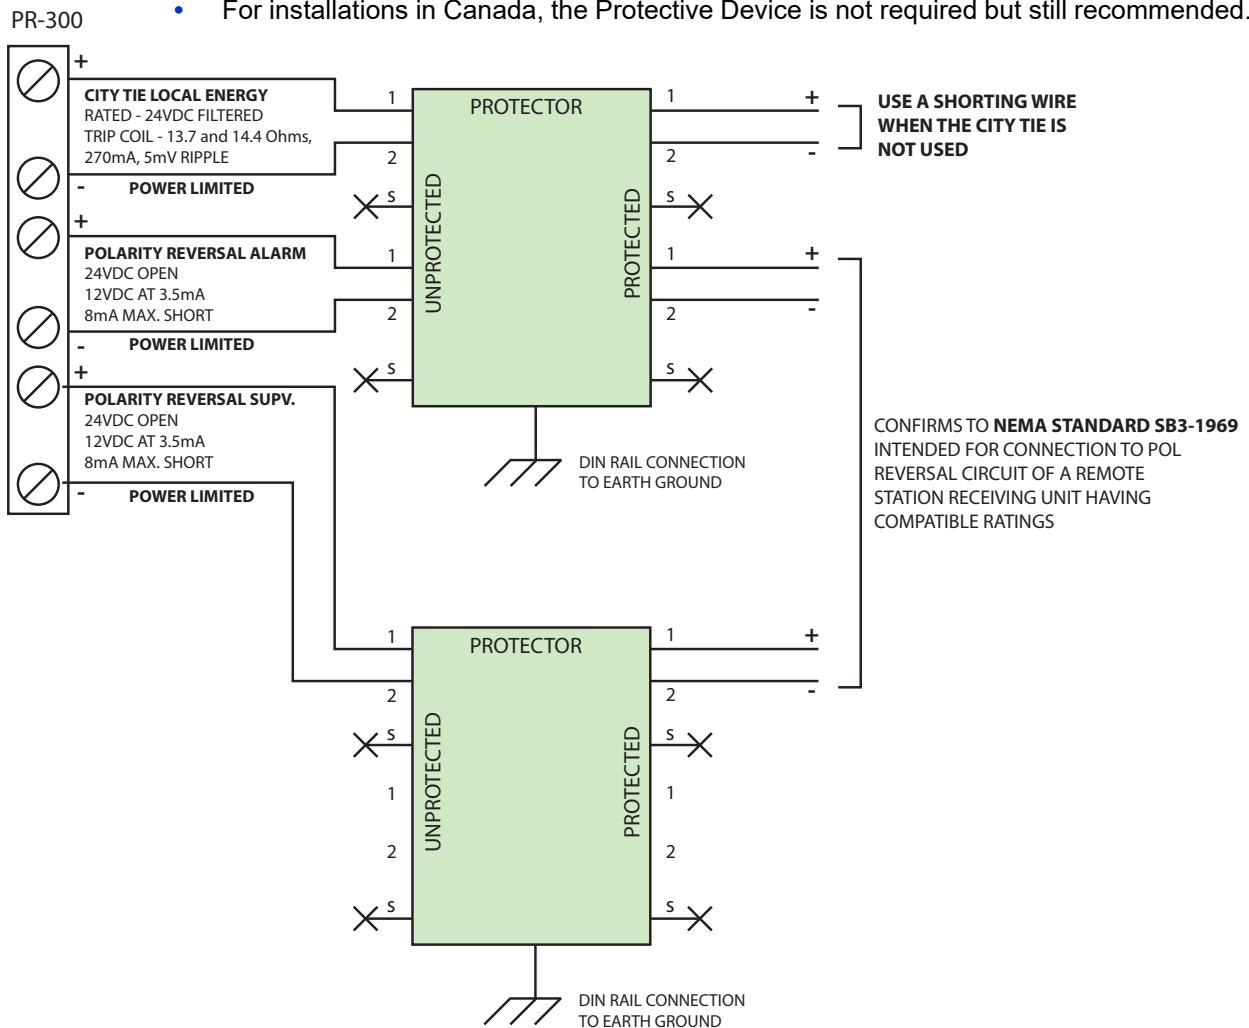 • For installations in Canada, the Protective Device is not required but still recommended.
PR-300
+
CITY TIE LOCAL ENERGY
RATED - 24VDC FILTERED
TRIP COIL - 13.7 and 14.4 Ohms,
270mA, 5mV RIPPLE
- POWER LIMITED
+
POLARITY REVERSAL ALARM
24VDC OPEN
12VDC AT 3.5mA
8mA MAX. SHORT
- POWER LIMITED
+
POLARITY REVERSAL SUPV.
24VDC OPEN
12VDC AT 3.5mA
8mA MAX. SHORT
- POWER LIMITED
1
2
S
1
2
S
PROTECTOR
UNPROTECTED
PROTECTED
1
2
S
1
2
S
+
-
+
-
USE A SHORTING WIRE
WHEN THE CITY TIE IS
NOT USED
DIN RAIL CONNECTION
TO EARTH GROUND
CONFIRMS TO NEMA STANDARD SB3-1969
INTENDED FOR CONNECTION TO POL
REVERSAL CIRCUIT OF A REMOTE
STATION RECEIVING UNIT HAVING
COMPATIBLE RATINGS
1
2
S
1
2
S
PROTECTOR
UNPROTECTED
PROTECTED
1
2
S
1
2
S
+
-
DIN RAIL CONNECTION
TO EARTH GROUND